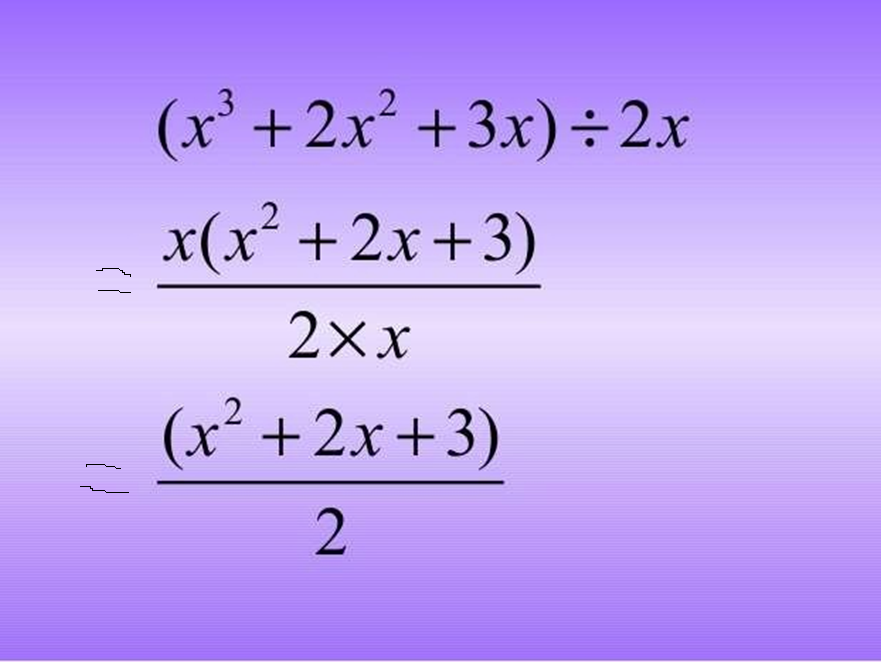 (x³ + 2x² + 3x) ÷ 2x
= x(x² + 2x + 3)
2 × x
= (x² + 2x + 3)
2